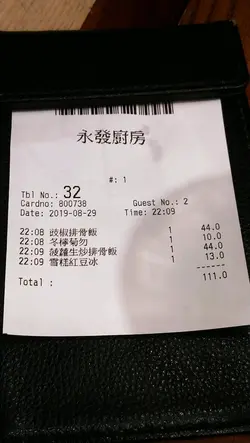 永發廚房
#: 1
Tbl No.: 32
Cardno: 800738 Guest No.: 2
Date: 2019-08-29 Time: 22:09
22:08 豉椒排骨飯 1 44.0
22:08 冬檸萄勿 1 10.0
22:09 菠蘿生炒排骨飯 1 44.0
22:09 雪糕紅豆冰 1 13.0
------
Total : 111.0